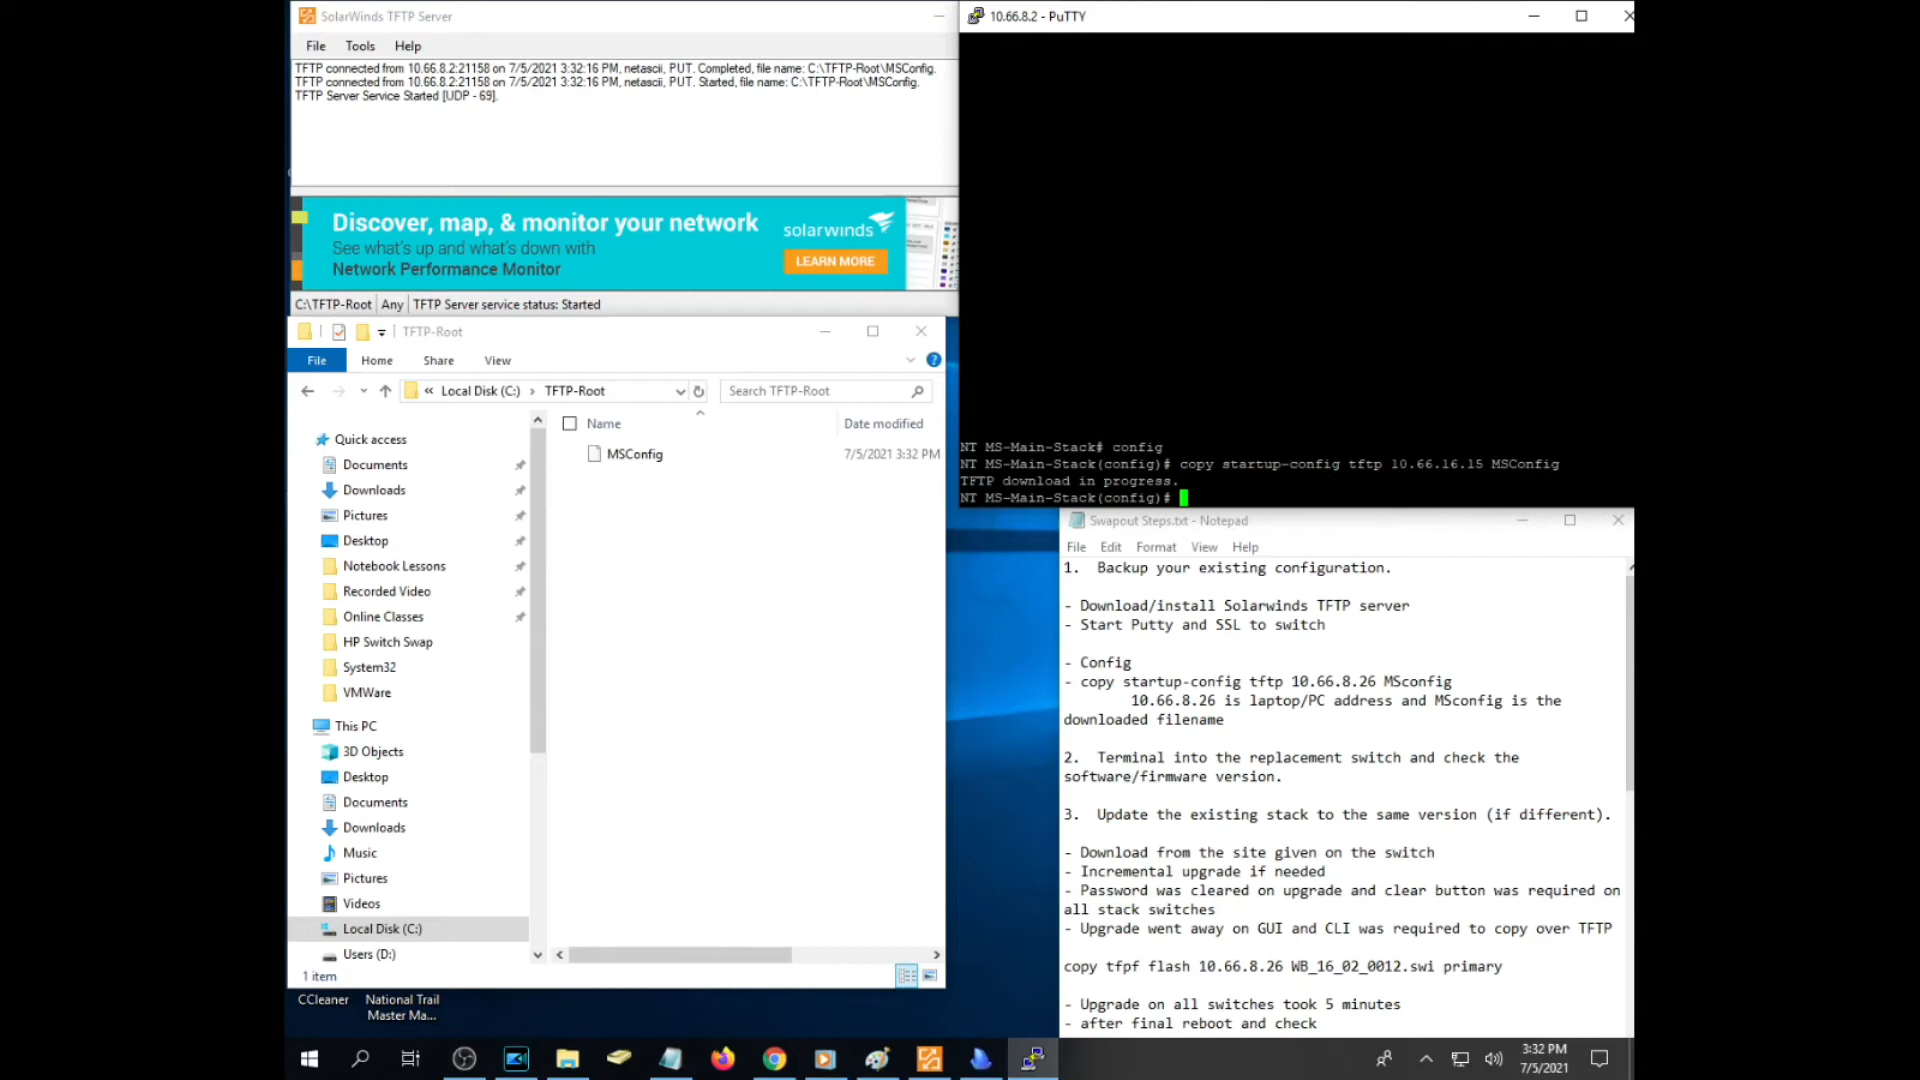 SolarWinds TFTP Server
File Tools Help
TFTP connected from 10.66.8.2:21158 on 7/5/2021 3:32:16 PM, netascii, PUT. Completed, file name: C:\TFTP-Root\MSConfig.
TFTP connected from 10.66.8.2:21158 on 7/5/2021 3:32:16 PM, netascii, PUT. Started, file name: C:\TFTP-Root\MSConfig.
TFTP Server Service Started [UDP - 69].
Discover, map, & monitor your network
See what's up and what's down with
Network Performance Monitor
solarwinds
LEARN MORE
C:\TFTP-Root Any TFTP Server service status: Started
TFTP-Root
File Home Share View
« Local Disk (C:) › TFTP-Root
Search TFTP-Root
Name Date modified
MSConfig 7/5/2021 3:32 PM
Quick access
Documents
Downloads
Pictures
Desktop
Notebook Lessons
Recorded Video
Online Classes
HP Switch Swap
System32
VMWare
This PC
3D Objects
Desktop
Documents
Downloads
Music
Pictures
Videos
Local Disk (C:)
Users (D:)
1 item
CCleaner
National Trail
Master Ma...
10.66.8.2 - PuTTY
NT MS-Main-Stack# config
NT MS-Main-Stack(config)# copy startup-config tftp 10.66.16.15 MSConfig
TFTP download in progress.
NT MS-Main-Stack(config)#
Swapout Steps.txt - Notepad
File Edit Format View Help
1. Backup your existing configuration.
- Download/install Solarwinds TFTP server
- Start Putty and SSL to switch
- Config
- copy startup-config tftp 10.66.8.26 MSconfig
10.66.8.26 is laptop/PC address and MSconfig is the
downloaded filename
2. Terminal into the replacement switch and check the
software/firmware version.
3. Update the existing stack to the same version (if different).
- Download from the site given on the switch
- Incremental upgrade if needed
- Password was cleared on upgrade and clear button was required on
all stack switches
- Upgrade went away on GUI and CLI was required to copy over TFTP
copy tfpf flash 10.66.8.26 WB_16_02_0012.swi primary
- Upgrade on all switches took 5 minutes
- after final reboot and check
3:32 PM
7/5/2021